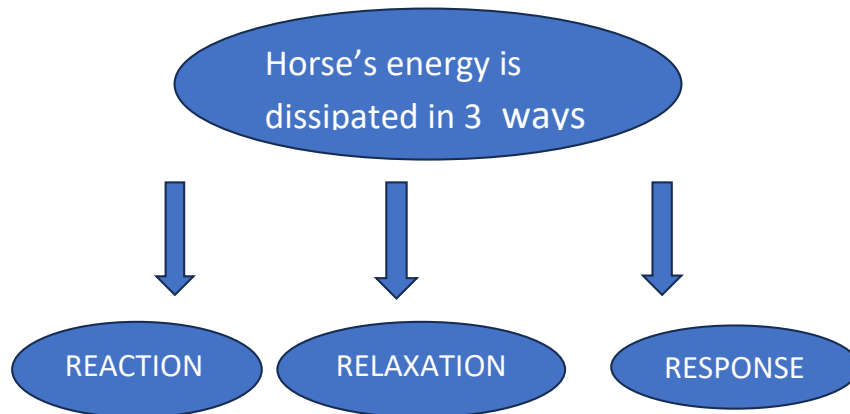 Horse’s energy is
dissipated in 3 ways
REACTION
RELAXATION
RESPONSE